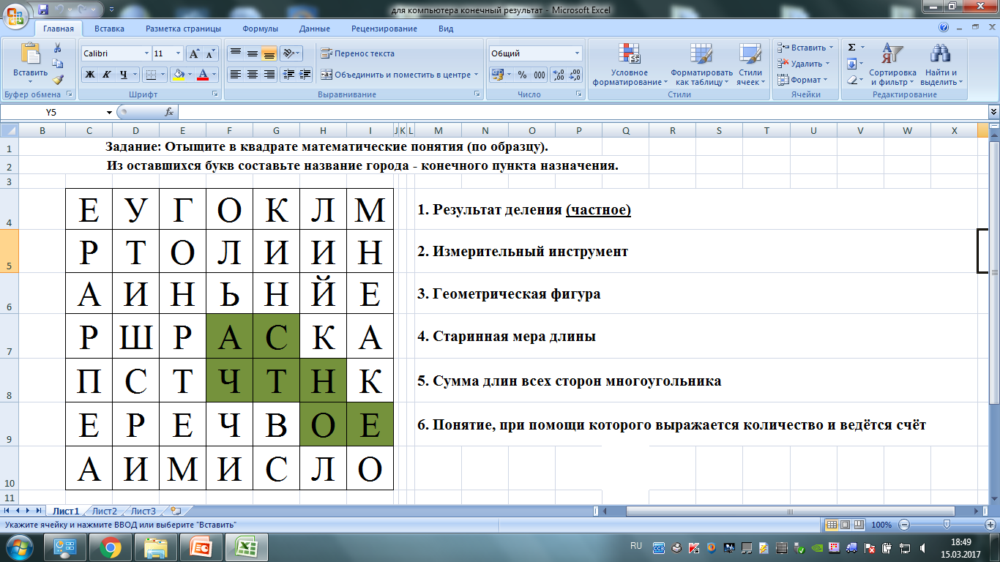 для компьютера конечный результат - Microsoft Excel
Главная Вставка Разметка страницы Формулы Данные Рецензирование Вид
Calibri 11 Перенос текста Общий Вставить
Вставить Ж К Ч Объединить и поместить в центре % 000 Условное форматирование Форматировать как таблицу Стили ячеек Удалить Формат Сортировка и фильтр Найти и выделить
Буфер обмена Шрифт Выравнивание Число Стили Ячейки Редактирование
Y5 fx
B C D E F G H I J K L M N O P Q R S T U V W X
1 Задание: Отыщите в квадрате математические понятия (по образцу).
2 Из оставшихся букв составьте название города - конечного пункта назначения.
3
4 Е У Г О К Л М 1. Результат деления (частное)
5 Р Т О Л И И Н 2. Измерительный инструмент
6 А И Н Ь Н Й Е 3. Геометрическая фигура
7 Р Ш Р А С К А 4. Старинная мера длины
8 П С Т Ч Т Н К 5. Сумма длин всех сторон многоугольника
9 Е Р Е Ч В О Е 6. Понятие, при помощи которого выражается количество и ведётся счёт
10 А И М И С Л О
11
Лист1 Лист2 Лист3
Укажите ячейку и нажмите ВВОД или выберите "Вставить" 100%
RU 18:49
15.03.2017